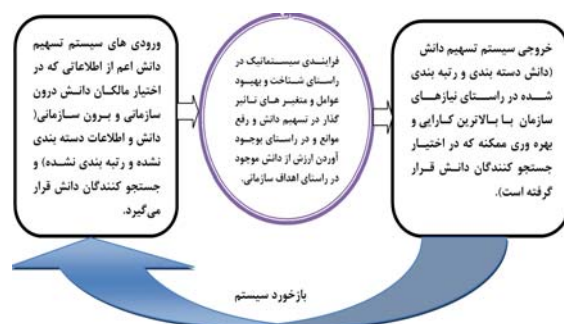 ورودی های سیستم تسهیم
دانش اعم از اطلاعاتی که در
اختیار مالکان دانش درون
سازمانی و برون سازمانی(
دانش و اطلاعات دسته بندی
نشده و رتبه بندی نشده) و
جستجو کنندگان دانش قرار
می‌گیرد.
فرایندی سیستماتیک در
راستای شناخت و بهبود
عوامل و متغیر های تاثیر
گذار در تسهیم دانش و رفع
موانع و در راستای بوجود
آوردن ارزش از دانش موجود
در راستای اهداف سازمانی.
خروجی سیستم تسهیم دانش
(دانش دسته بندی و رتبه بندی
شده در راستای نیازهای
سازمان با بالاترین کارایی و
بهره وری ممکنه که در اختیار
جستجو کنندگان دانش قرار
گرفته است).
بازخورد سیستم